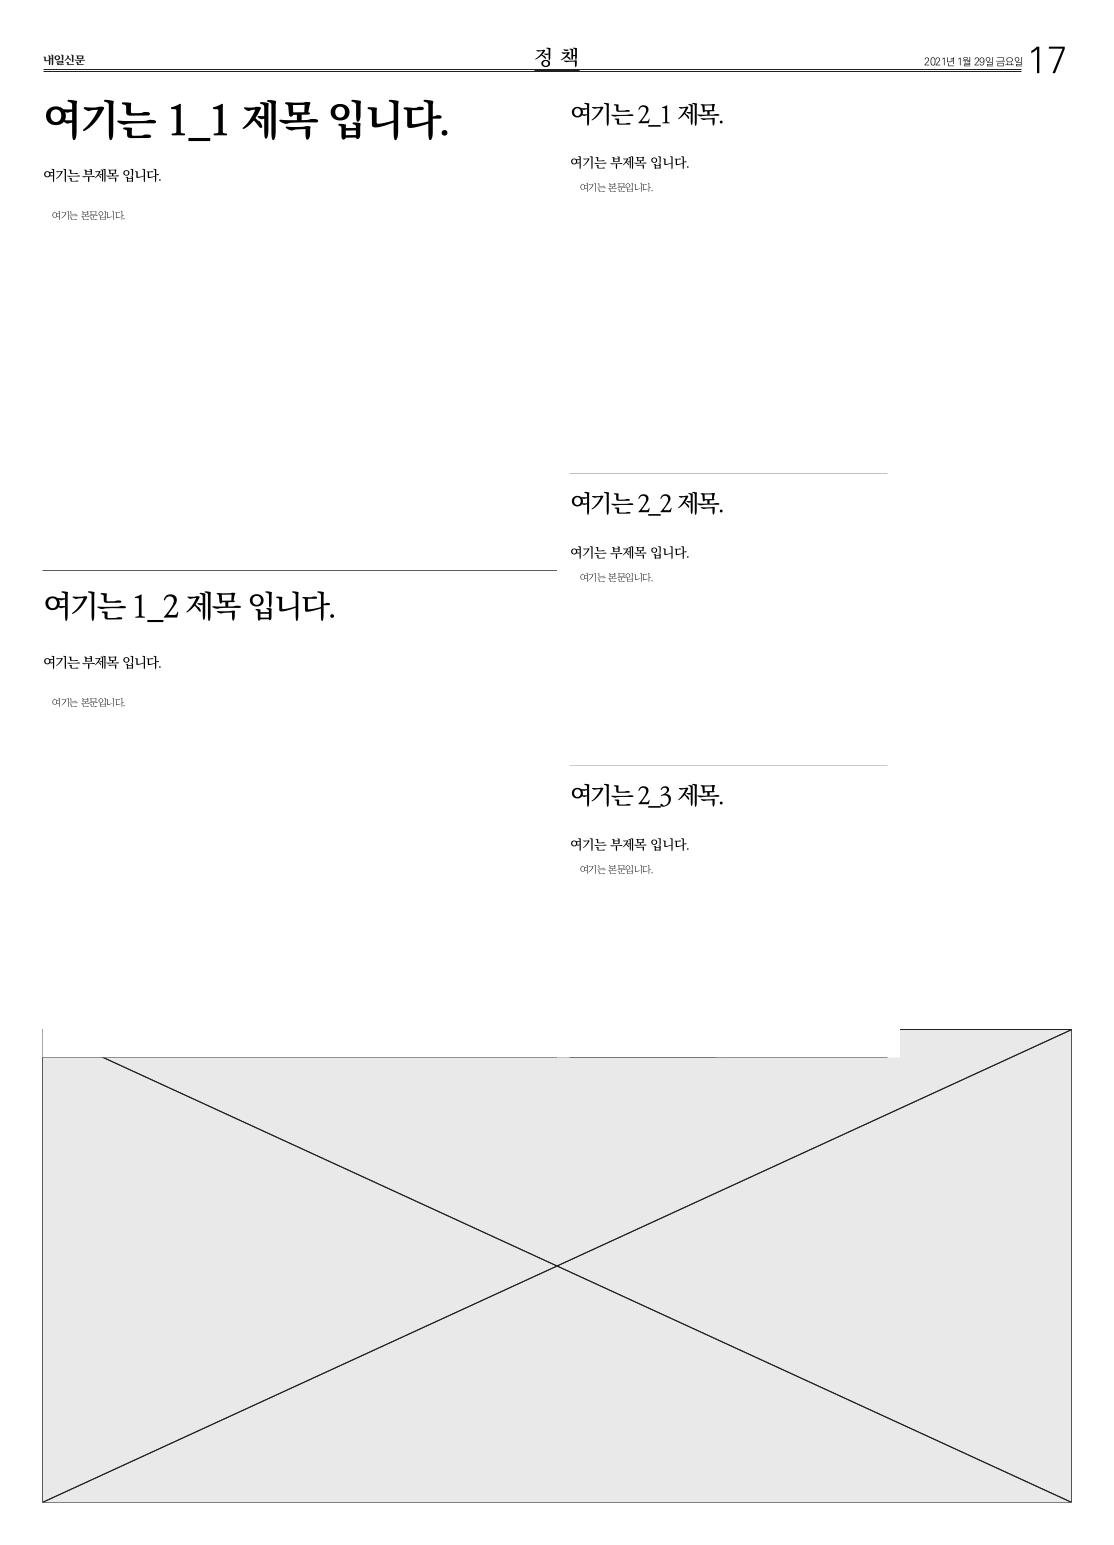 내일신문
정 책
2021년 1월 29일 금요일
17
여기는 1_1 제목 입니다.
여기는 부제목 입니다.
여기는 본문입니다.
여기는 1_2 제목 입니다.
여기는 부제목 입니다.
여기는 본문입니다.
여기는 2_1 제목.
여기는 부제목 입니다.
여기는 본문입니다.
여기는 2_2 제목.
여기는 부제목 입니다.
여기는 본문입니다.
여기는 2_3 제목.
여기는 부제목 입니다.
여기는 본문입니다.